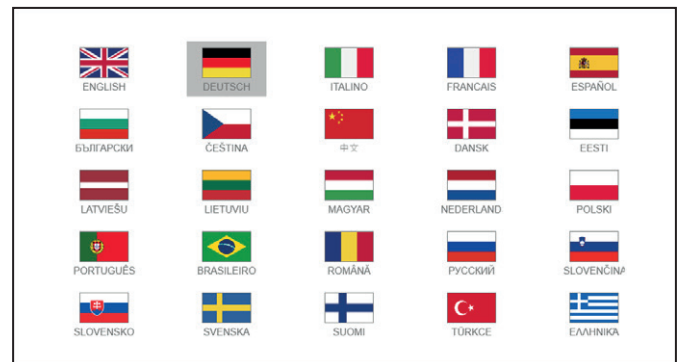 ENGLISH DEUTSCH ITALINO FRANCAIS ESPAÑOL
БЪЛГАРСКИ ČEŠTINA 中文 DANSK EESTI
LATVIEŠU LIETUVIU MAGYAR NEDERLAND POLSKI
PORTUGUÊS BRASILEIRO ROMÂNĂ РУССКИЙ SLOVENČINA
SLOVENSKO SVENSKA SUOMI TÜRKCE ΕΛΛΗΝΙΚΑ